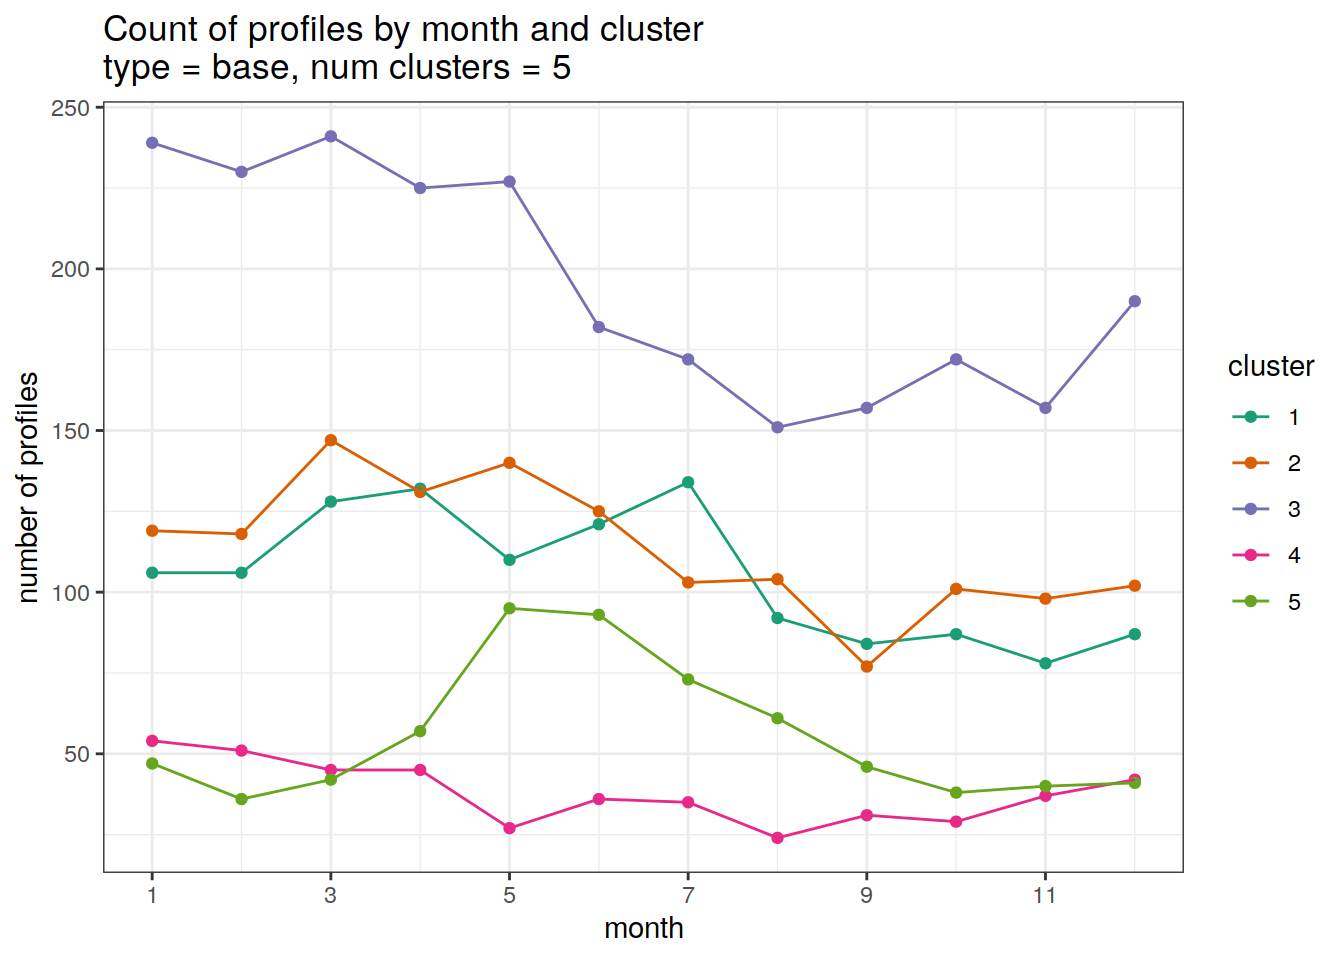 Count of profiles by month and cluster
type = base, num clusters = 5
250
200
150
100
50
number of profiles
1 3 5 7 9 11
month
cluster
1
2
3
4
5